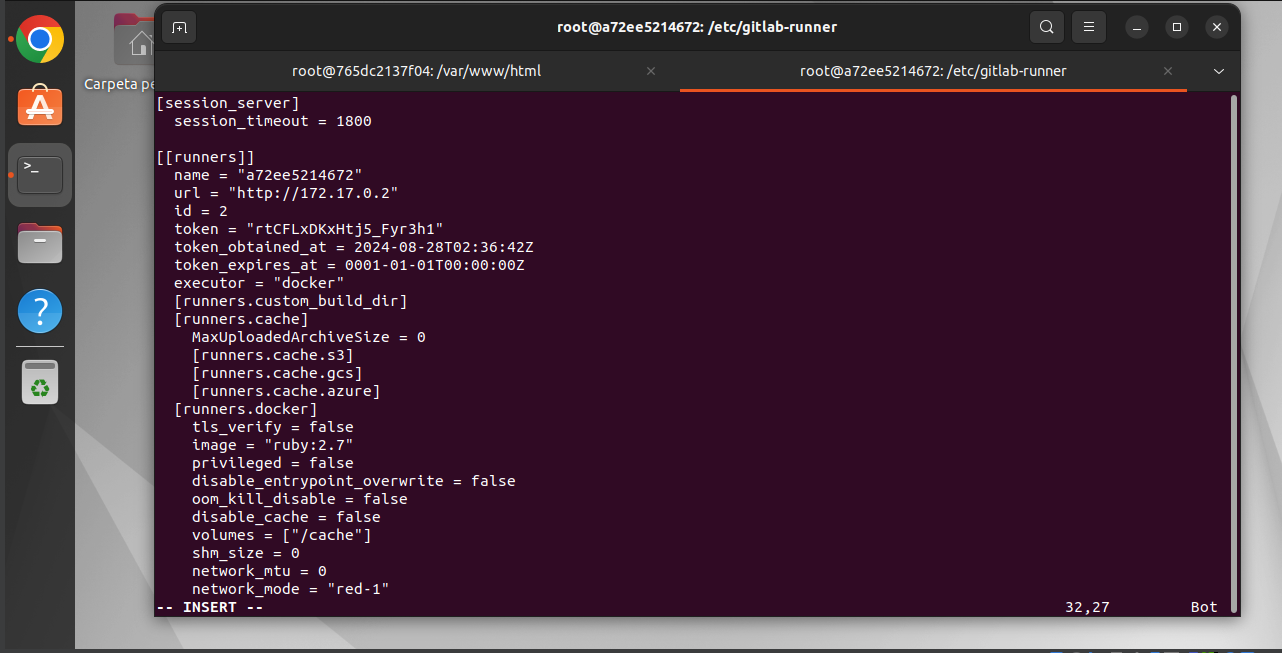 root@a72ee5214672: /etc/gitlab-runner
root@765dc2137f04: /var/www/html
root@a72ee5214672: /etc/gitlab-runner
Carpeta pe
[session_server]
  session_timeout = 1800

[[runners]]
  name = "a72ee5214672"
  url = "http://172.17.0.2"
  id = 2
  token = "rtCFLxDKxHtj5_Fyr3h1"
  token_obtained_at = 2024-08-28T02:36:42Z
  token_expires_at = 0001-01-01T00:00:00Z
  executor = "docker"
  [runners.custom_build_dir]
  [runners.cache]
    MaxUploadedArchiveSize = 0
    [runners.cache.s3]
    [runners.cache.gcs]
    [runners.cache.azure]
  [runners.docker]
    tls_verify = false
    image = "ruby:2.7"
    privileged = false
    disable_entrypoint_overwrite = false
    oom_kill_disable = false
    disable_cache = false
    volumes = ["/cache"]
    shm_size = 0
    network_mtu = 0
    network_mode = "red-1"
-- INSERT -- 32,27 Bot